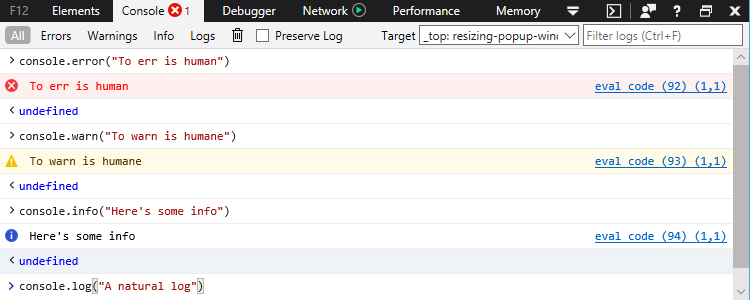 F12 Elements Console 1 Debugger Network Performance Memory ?
All Errors Warnings Info Logs Preserve Log Target _top: resizing-popup-wind Filter logs (Ctrl+F)
console.error("To err is human")
To err is human eval code (92) (1,1)
undefined
console.warn("To warn is humane")
To warn is humane eval code (93) (1,1)
undefined
console.info("Here's some info")
Here's some info eval code (94) (1,1)
undefined
console.log("A natural log")